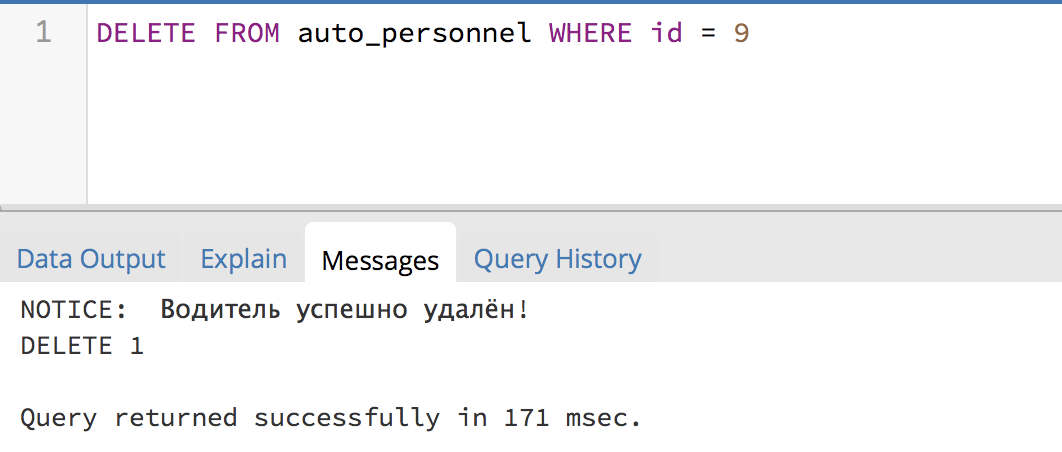 1 DELETE FROM auto_personnel WHERE id = 9
Data Output Explain Messages Query History
NOTICE:  Водитель успешно удалён!
DELETE 1
Query returned successfully in 171 msec.